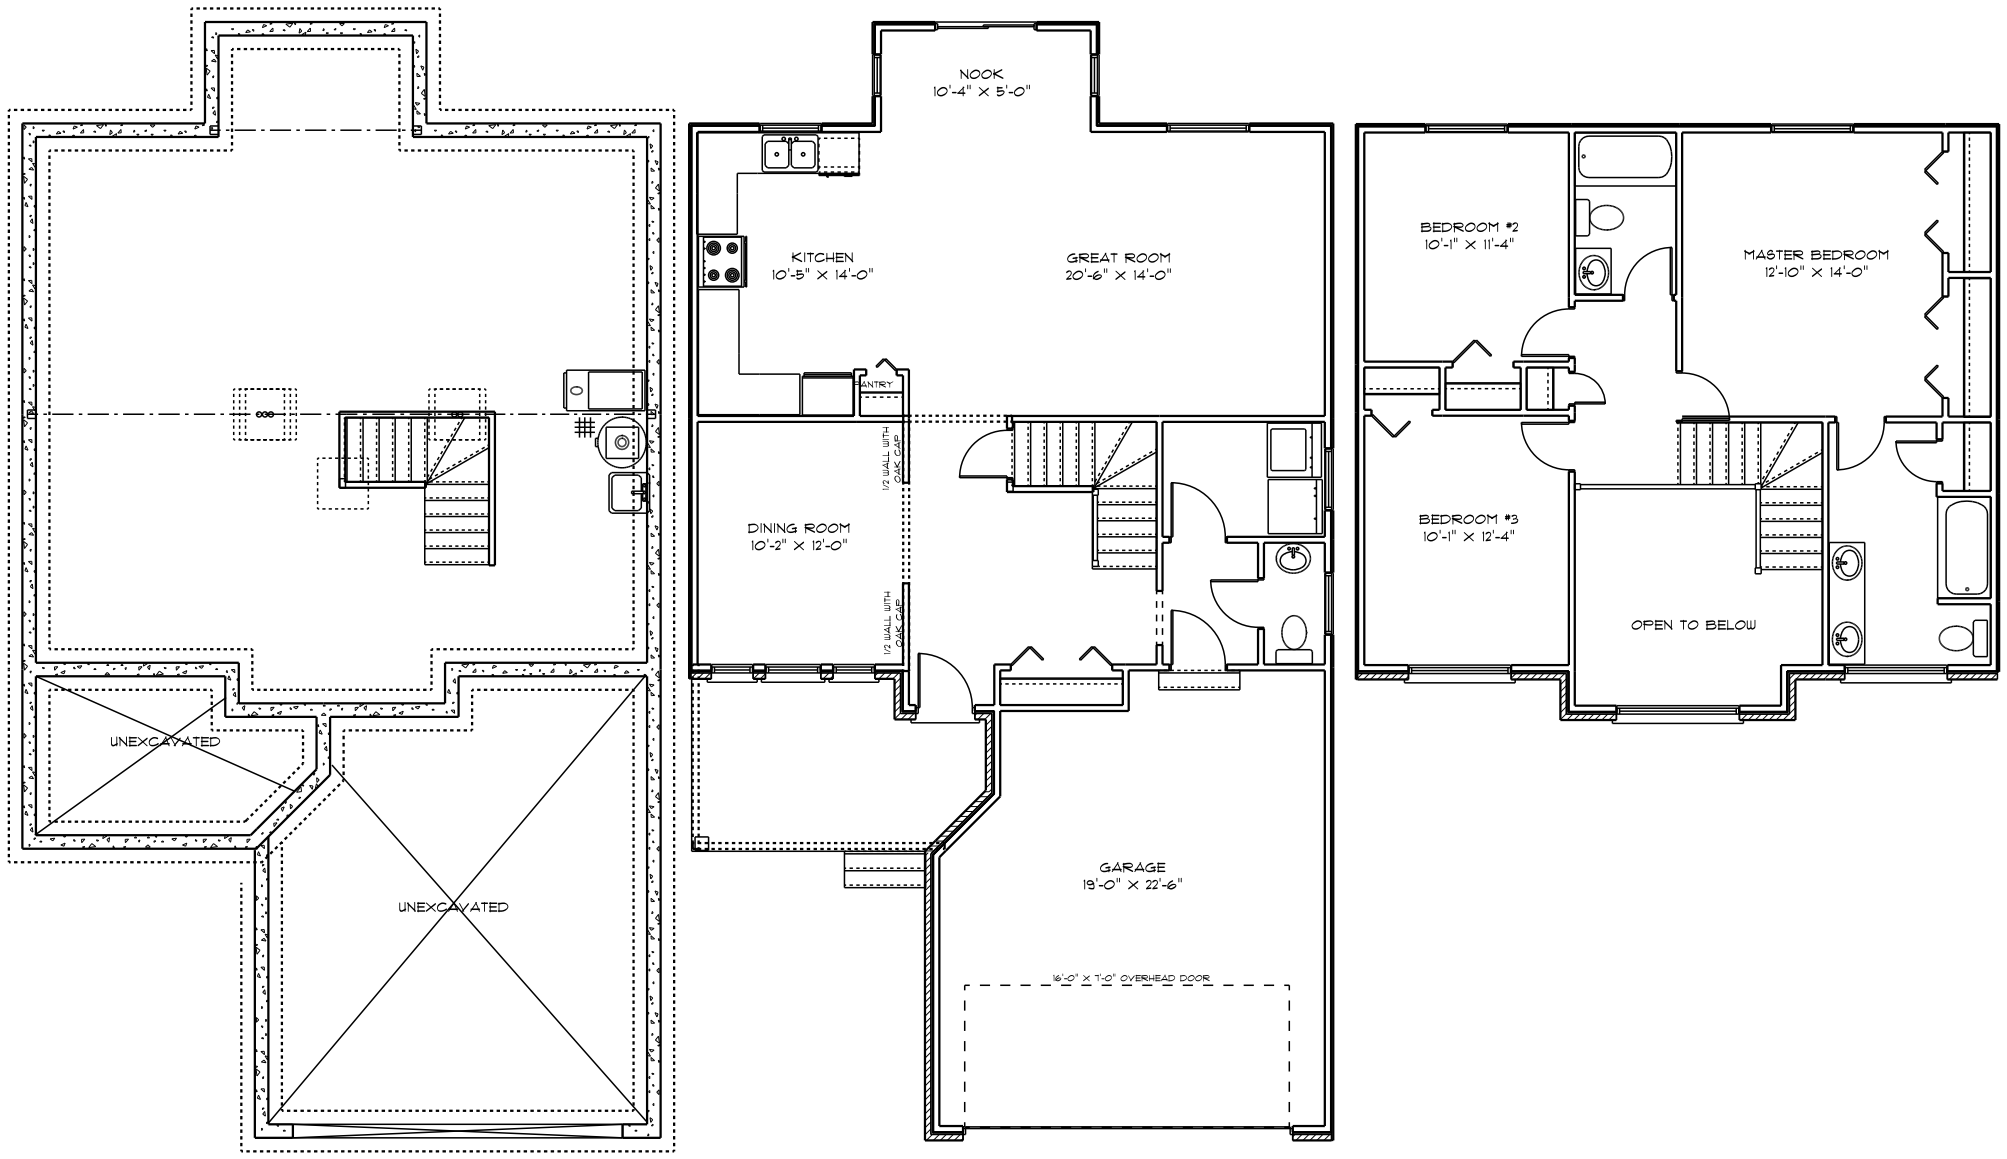 UNEXCAVATED
UNEXCAVATED
NOOK
10'-4" X 5'-0"
KITCHEN
10'-5" X 14'-0"
GREAT ROOM
20'-6" X 14'-0"
PANTRY
1/2 WALL WITH
OAK CAP
DINING ROOM
10'-2" X 12'-0"
1/2 WALL WITH
OAK CAP
GARAGE
19'-0" X 22'-6"
16'-0" X 7'-0" OVERHEAD DOOR
BEDROOM #2
10'-1" X 11'-4"
MASTER BEDROOM
12'-10" X 14'-0"
BEDROOM #3
10'-1" X 12'-4"
OPEN TO BELOW